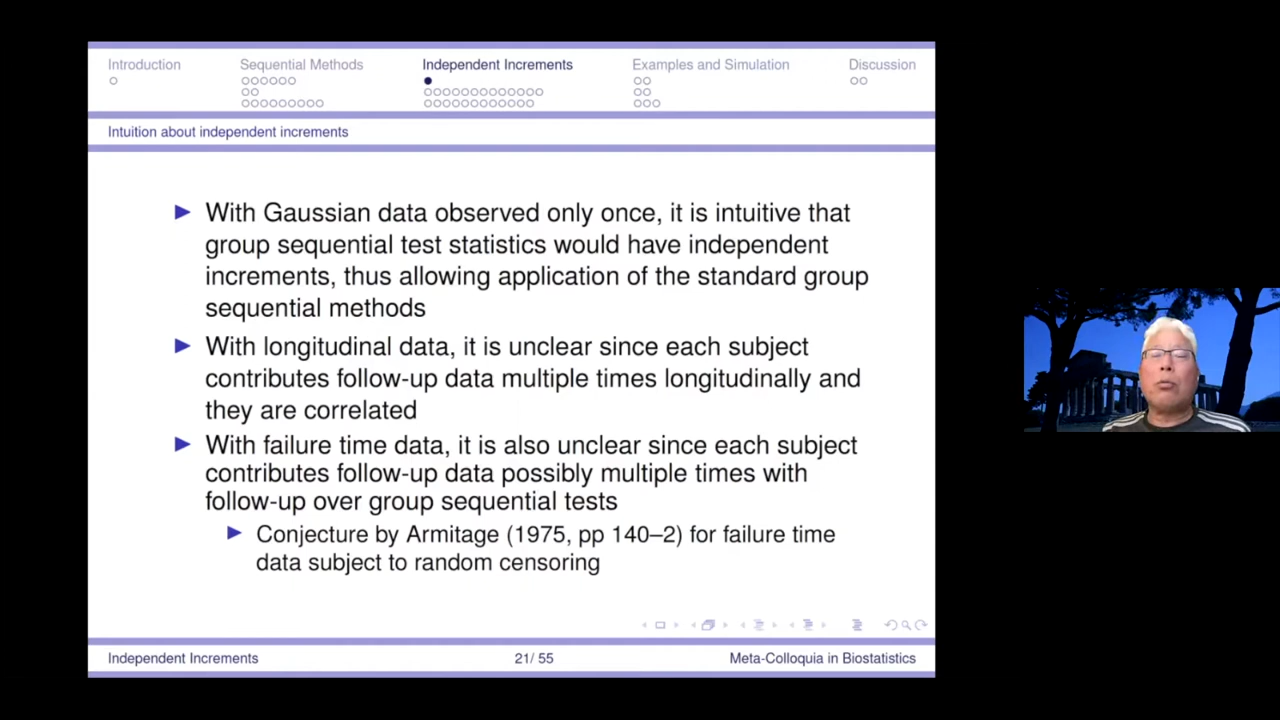 Introduction Sequential Methods Independent Increments Examples and Simulation Discussion
Intuition about independent increments
With Gaussian data observed only once, it is intuitive that
group sequential test statistics would have independent
increments, thus allowing application of the standard group
sequential methods
With longitudinal data, it is unclear since each subject
contributes follow-up data multiple times longitudinally and
they are correlated
With failure time data, it is also unclear since each subject
contributes follow-up data possibly multiple times with
follow-up over group sequential tests
Conjecture by Armitage (1975, pp 140–2) for failure time
data subject to random censoring
Independent Increments 21/ 55 Meta-Colloquia in Biostatistics